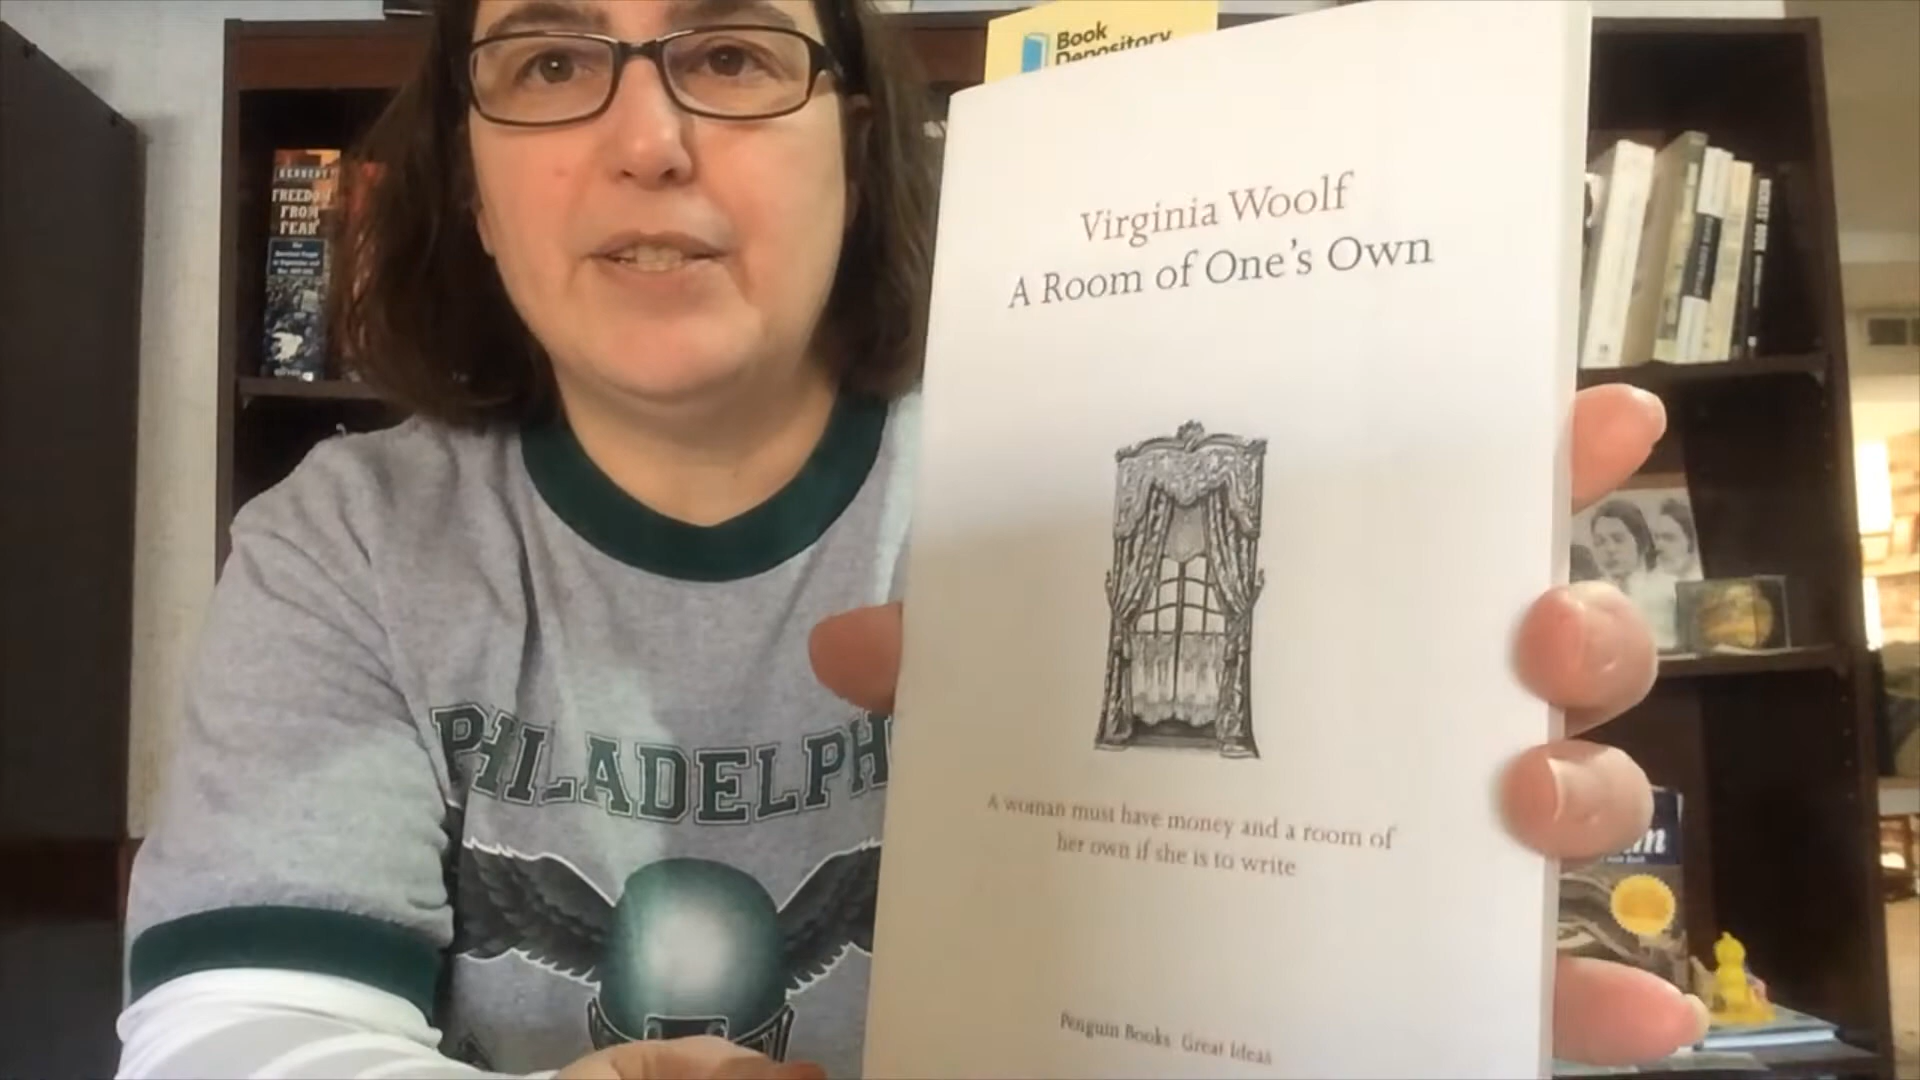 Book
Depository
Virginia Woolf
A Room of One's Own
A woman must have money and a room of
her own if she is to write
Penguin Books Great Ideas
KENNEDY
FREEDOM
FROM
FEAR
PHILADELPH